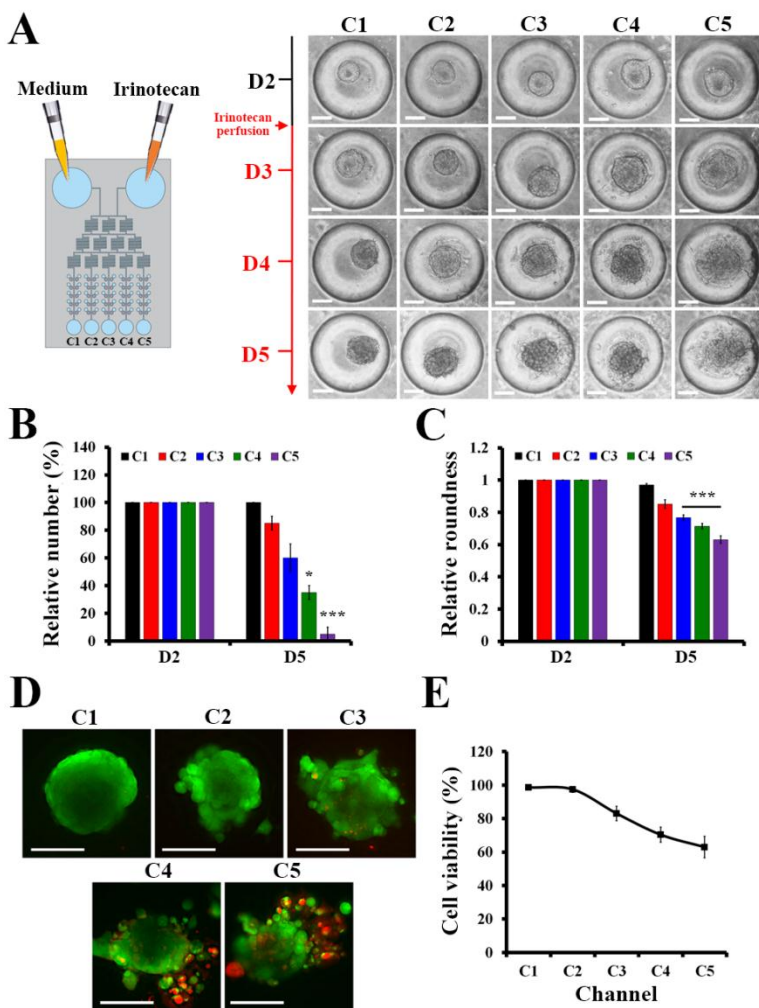 A
C1 C2 C3 C4 C5
Medium Irinotecan
D2
Irinotecan
perfusion
D3
D4
D5
C1 C2 C3 C4 C5
B
Relative number (%)
140
120
100
80
60
40
20
0
C1 C2 C3 C4 C5
*
***
D2 D5
C
Relative roundness
1.2
1
0.8
0.6
0.4
0.2
0
C1 C2 C3 C4 C5
***
D2 D5
D
C1 C2 C3
C4 C5
E
Cell viability (%)
120
100
80
60
40
20
0
C1 C2 C3 C4 C5
Channel